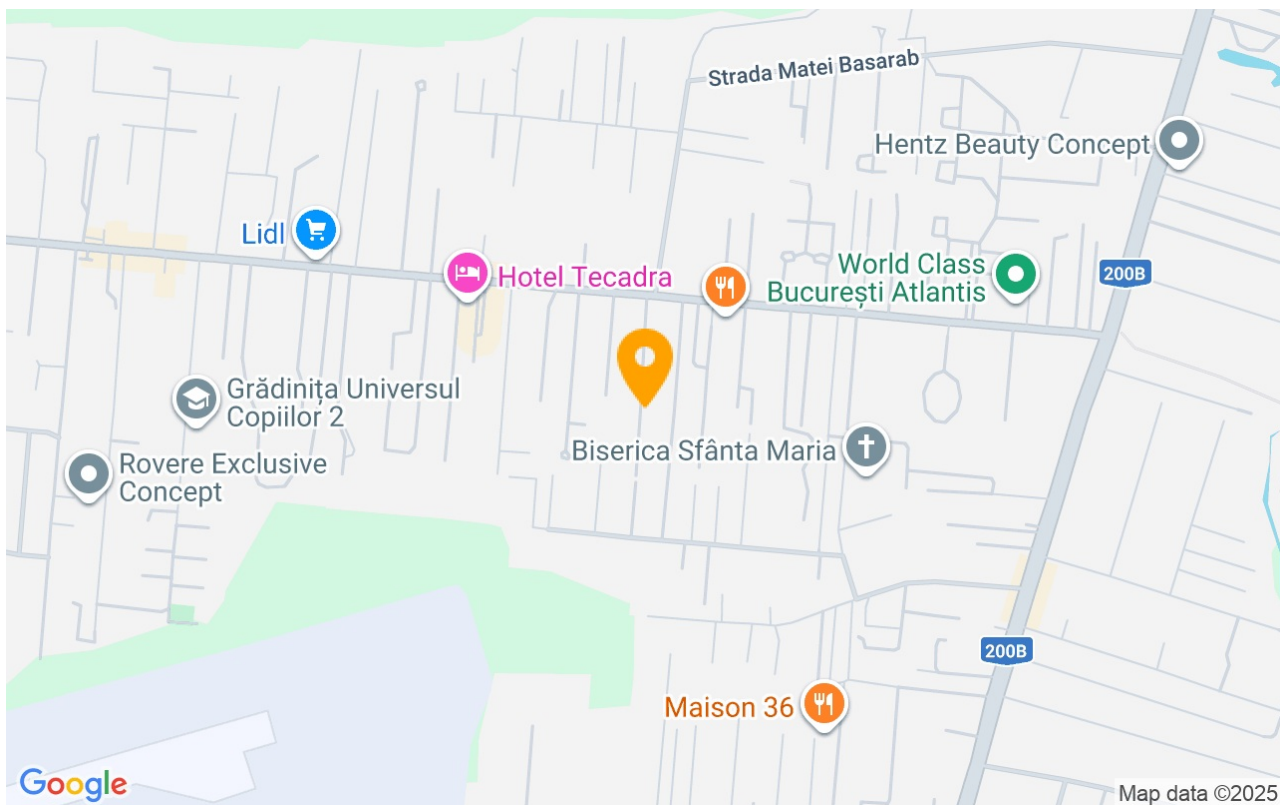 Strada Matei Basarab
Hentz Beauty Concept
Lidl
Hotel Tecadra
World Class
București Atlantis
200B
Grădinița Universul
Copiilor 2
Biserica Sfânta Maria
Rovere Exclusive
Concept
200B
Maison 36
Google
Map data ©2025